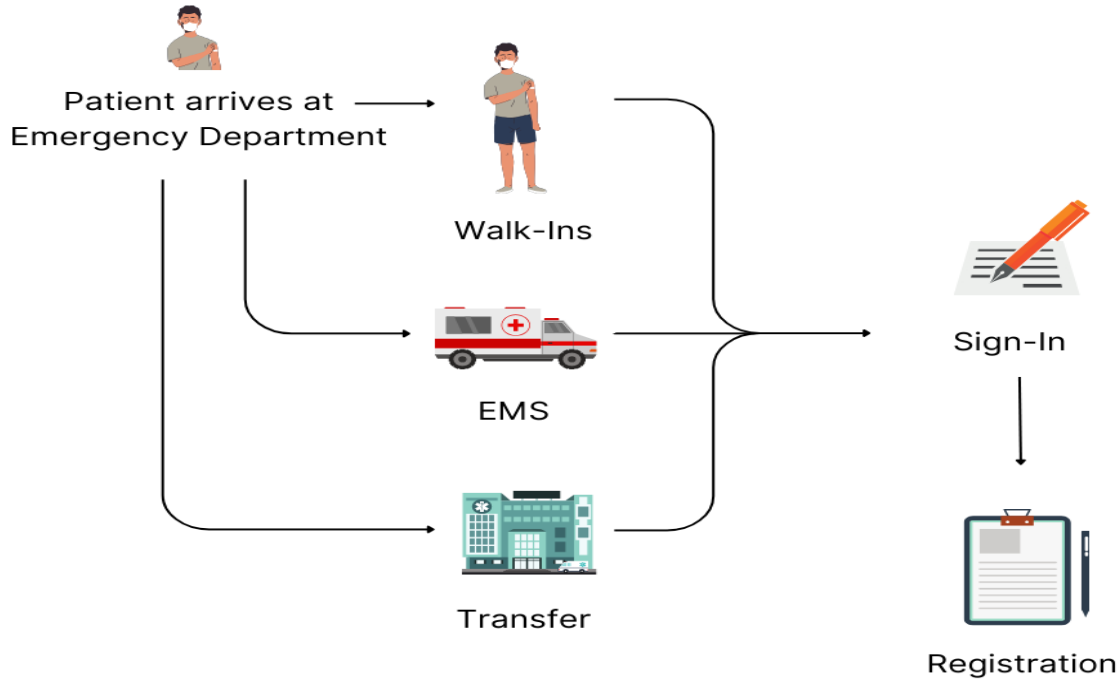 Patient arrives at
Emergency Department
Walk-Ins
EMS
Transfer
Sign-In
Registration